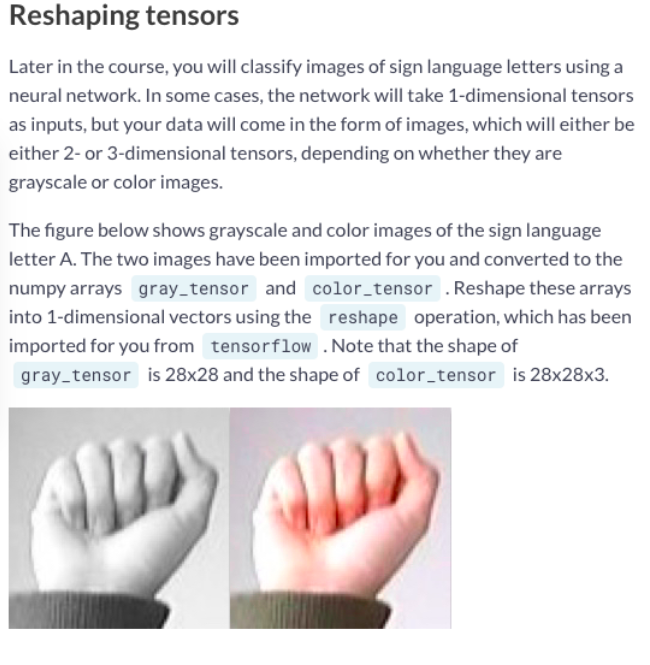 Reshaping tensors
Later in the course, you will classify images of sign language letters using a
neural network. In some cases, the network will take 1-dimensional tensors
as inputs, but your data will come in the form of images, which will either be
either 2- or 3-dimensional tensors, depending on whether they are
grayscale or color images.
The figure below shows grayscale and color images of the sign language
letter A. The two images have been imported for you and converted to the
numpy arrays gray_tensor and color_tensor . Reshape these arrays
into 1-dimensional vectors using the reshape operation, which has been
imported for you from tensorflow . Note that the shape of
gray_tensor is 28x28 and the shape of color_tensor is 28x28x3.